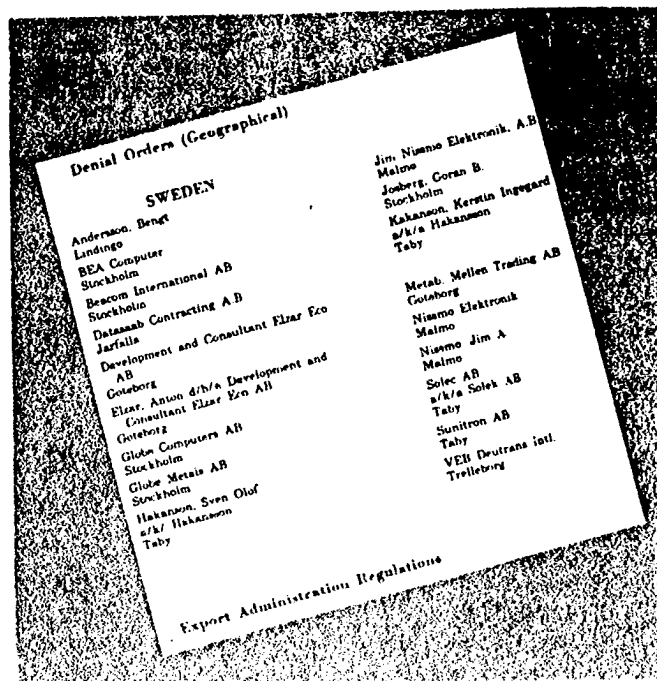 Denial Orders (Geographical)
SWEDEN
Andersson, Bengt
Lindingo
BEA Computer
Stockholm
Beacom International AB
Stockholm
Datasaab Contracting A.B
Jarfalla
Development and Consultant Elzar Eco
AB
Goteborg
Elzar, Anton d/b/a Development and
Consultant Elzar Eco AB
Goteborg
Globe Computers AB
Stockholm
Globe Metais AB
Stockholm
Hakanson, Sven Olof
a/k/ Hakansson
Taby
Jim Nissmo Elektronik, A.B
Malmo
Josberg, Goran B.
Stockholm
Kakanson, Kerstin Ingegard
a/k/a Hakansson
Taby
Metab. Mellen Trading AB
Goteborg
Nissmo Elektronik
Malmo
Nissmo Jim A
Malmo
Solec AB
a/k/a Solek AB
Taby
Sunitron AB
Taby
VEB Deutrans intl.
Trelleborg
Export Administration Regulations